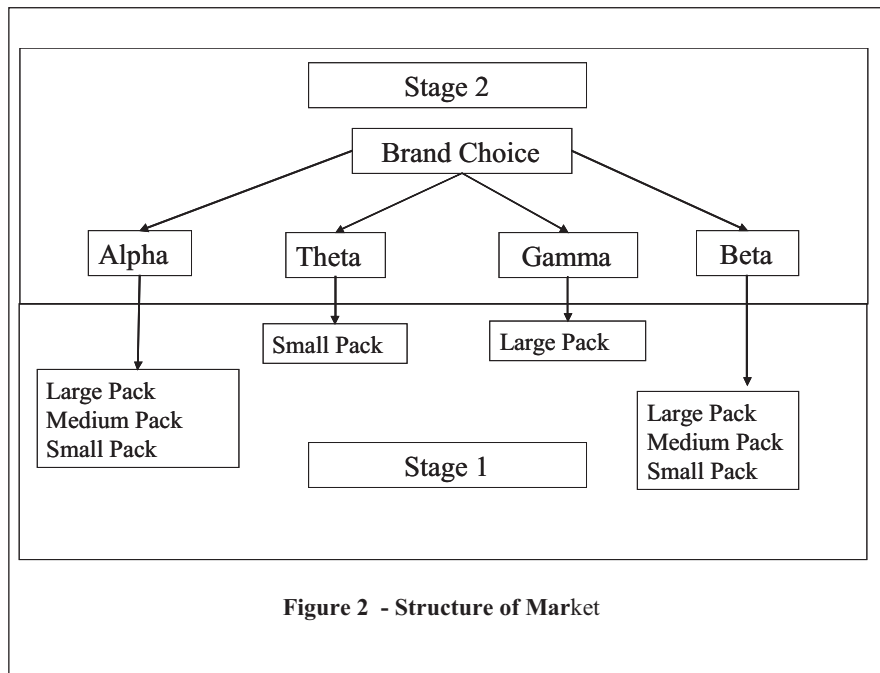 Stage 2
Brand Choice
Alpha
Theta
Gamma
Beta
Small Pack
Large Pack
Large Pack
Medium Pack
Small Pack
Large Pack
Medium Pack
Small Pack
Stage 1
Figure 2 - Structure of Market